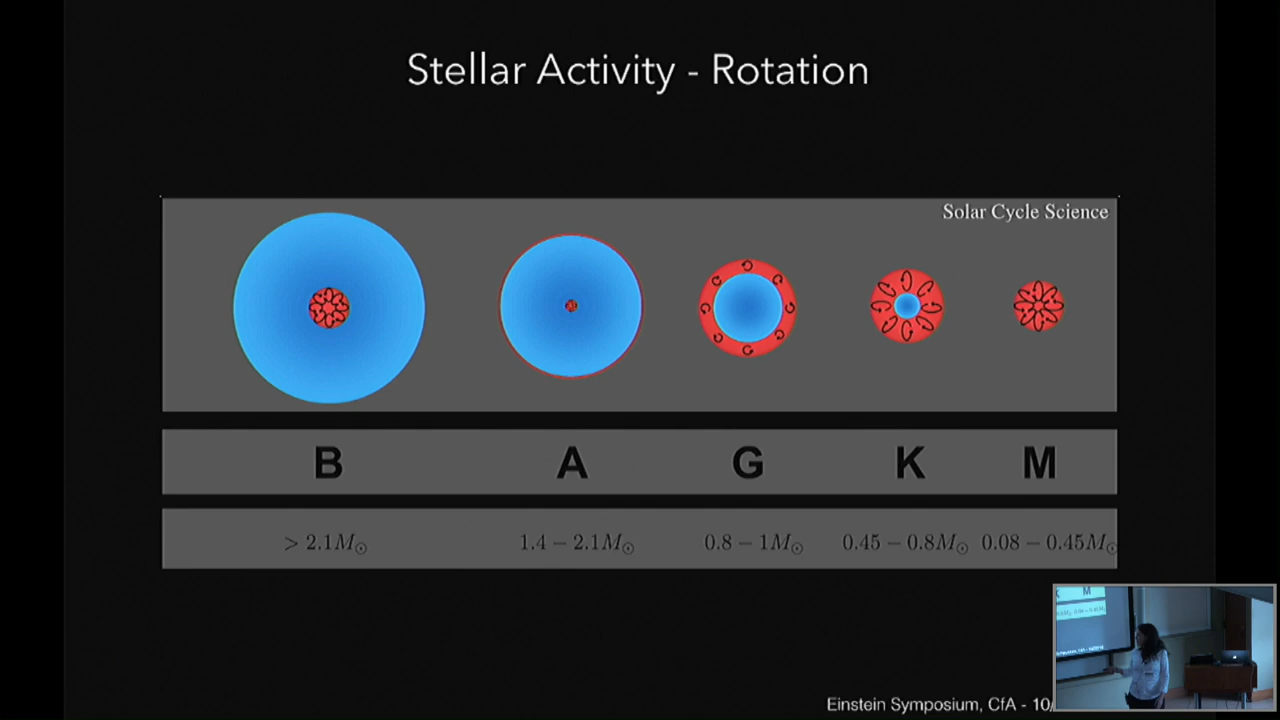 Stellar Activity - Rotation
Solar Cycle Science
B A G K M
> 2.1M☉ 1.4 − 2.1M☉ 0.8 − 1M☉ 0.45 − 0.8M☉ 0.08 − 0.45M☉
M
Einstein Symposium, CfA - 10/